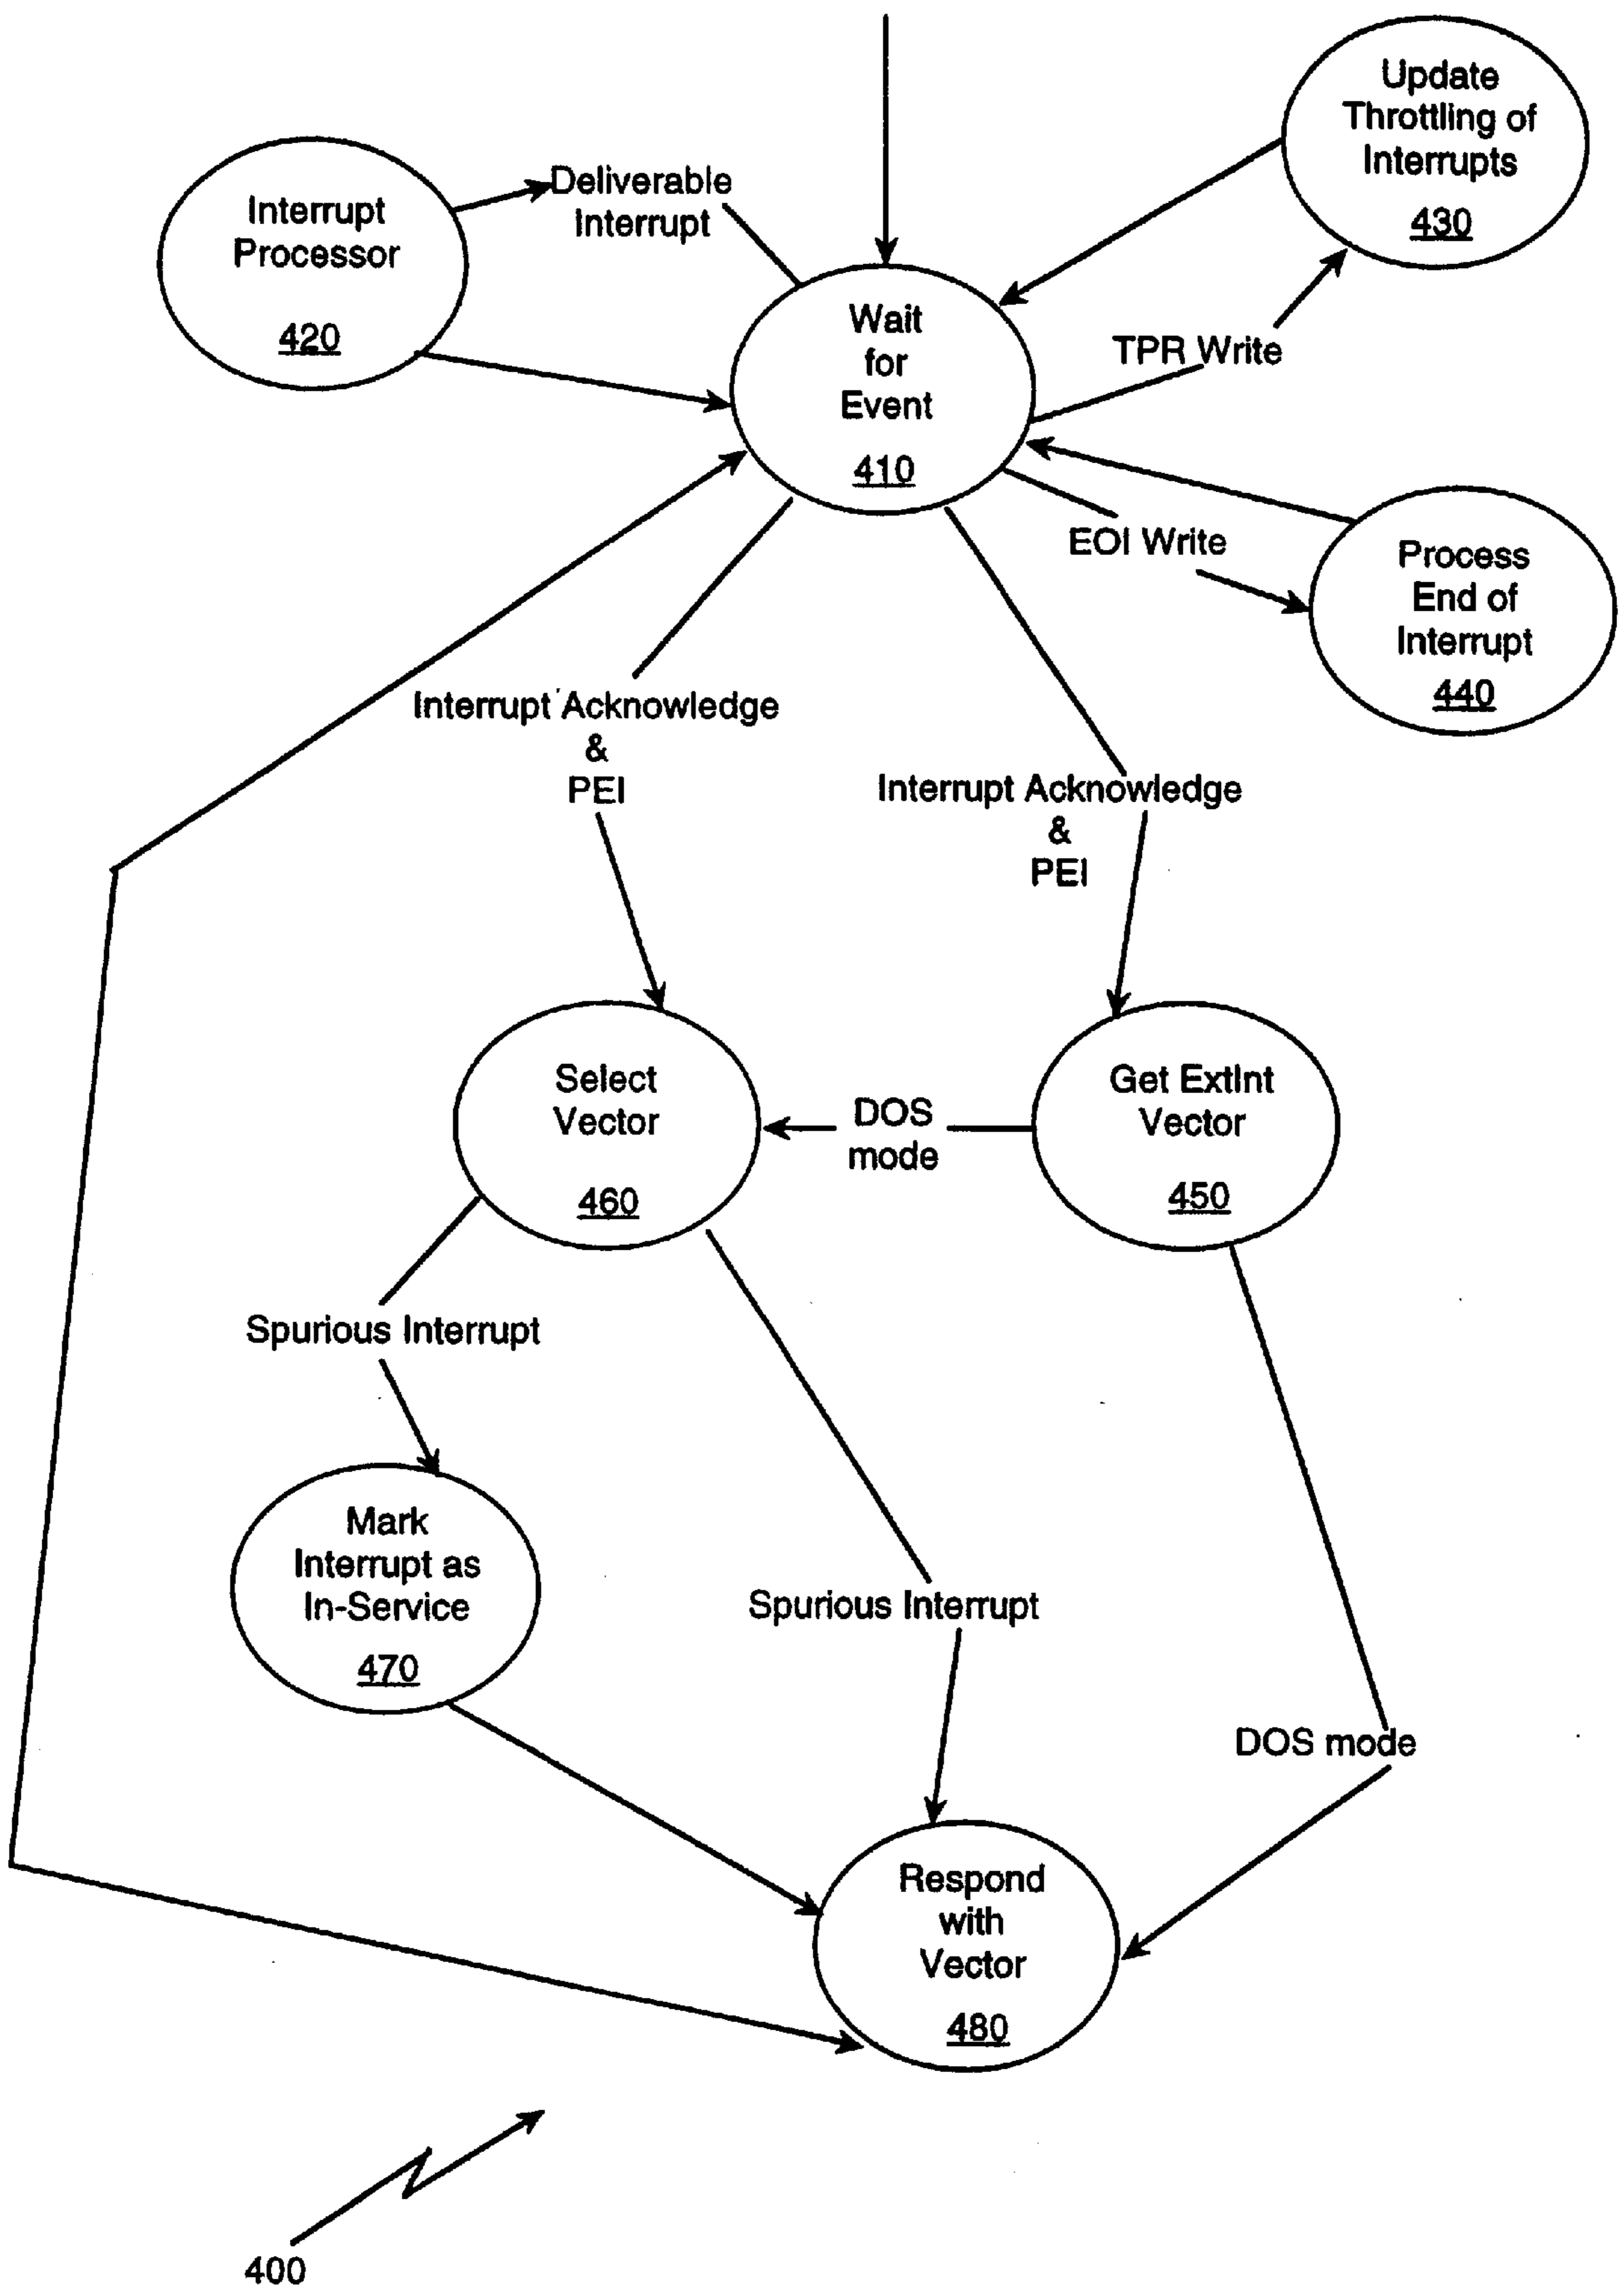 Update
Throttling of
Interrupts
430
Deliverable
Interrupt
Interrupt
Processor
420
Wait
for
Event
410
TPR Write
EOI Write
Process
End of
Interrupt
440
Interrupt Acknowledge
&
PEI
Interrupt Acknowledge
&
PEI
Select
Vector
460
DOS
mode
Get ExtInt
Vector
450
Spurious Interrupt
Mark
Interrupt as
In-Service
470
Spurious Interrupt
DOS mode
Respond
with
Vector
480
400